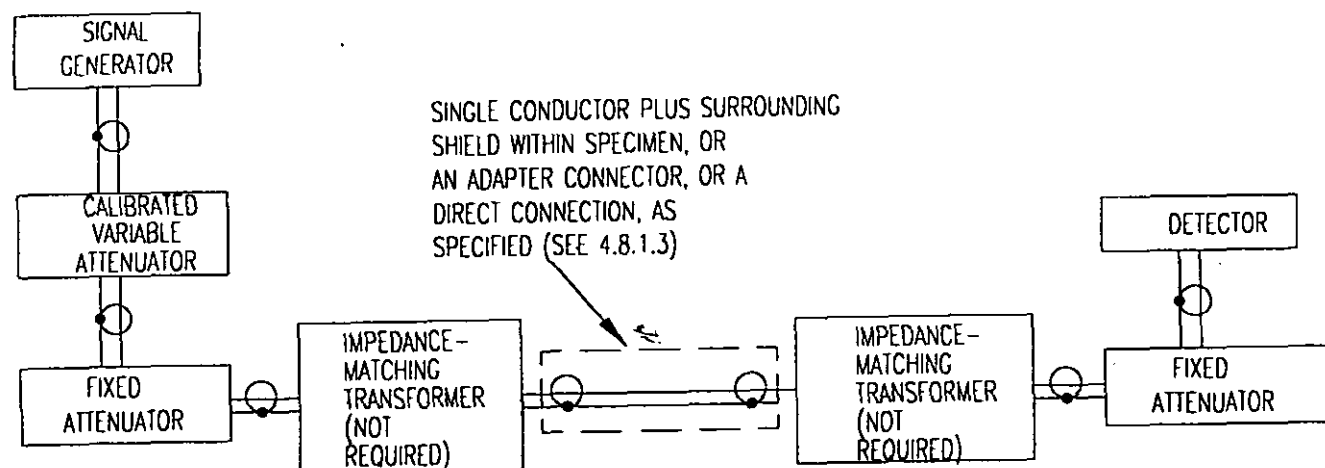 SIGNAL
GENERATOR
CALIBRATED
VARIABLE
ATTENUATOR
FIXED
ATTENUATOR
IMPEDANCE-
MATCHING
TRANSFORMER
(NOT
REQUIRED)
SINGLE CONDUCTOR PLUS SURROUNDING
SHIELD WITHIN SPECIMEN, OR
AN ADAPTER CONNECTOR, OR A
DIRECT CONNECTION, AS
SPECIFIED (SEE 4.8.1.3)
IMPEDANCE-
MATCHING
TRANSFORMER
(NOT
REQUIRED)
DETECTOR
FIXED
ATTENUATOR